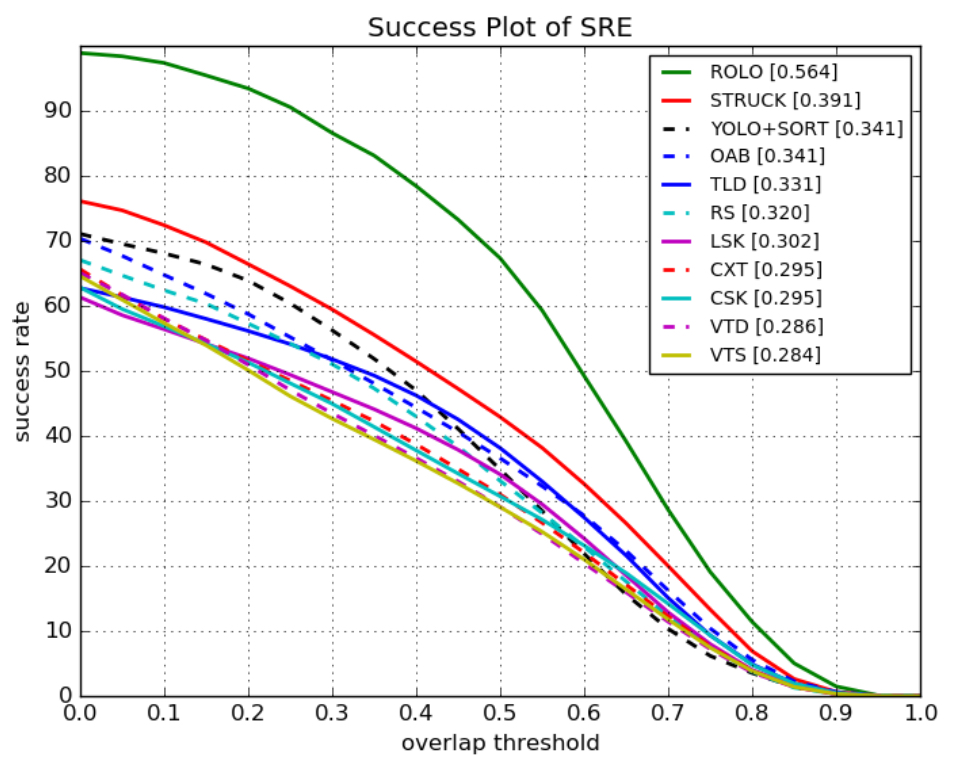 Success Plot of SRE
ROLO [0.564]
STRUCK [0.391]
YOLO+SORT [0.341]
OAB [0.341]
TLD [0.331]
RS [0.320]
LSK [0.302]
CXT [0.295]
CSK [0.295]
VTD [0.286]
VTS [0.284]
success rate
90
80
70
60
50
40
30
20
10
0
0.0 0.1 0.2 0.3 0.4 0.5 0.6 0.7 0.8 0.9 1.0
overlap threshold